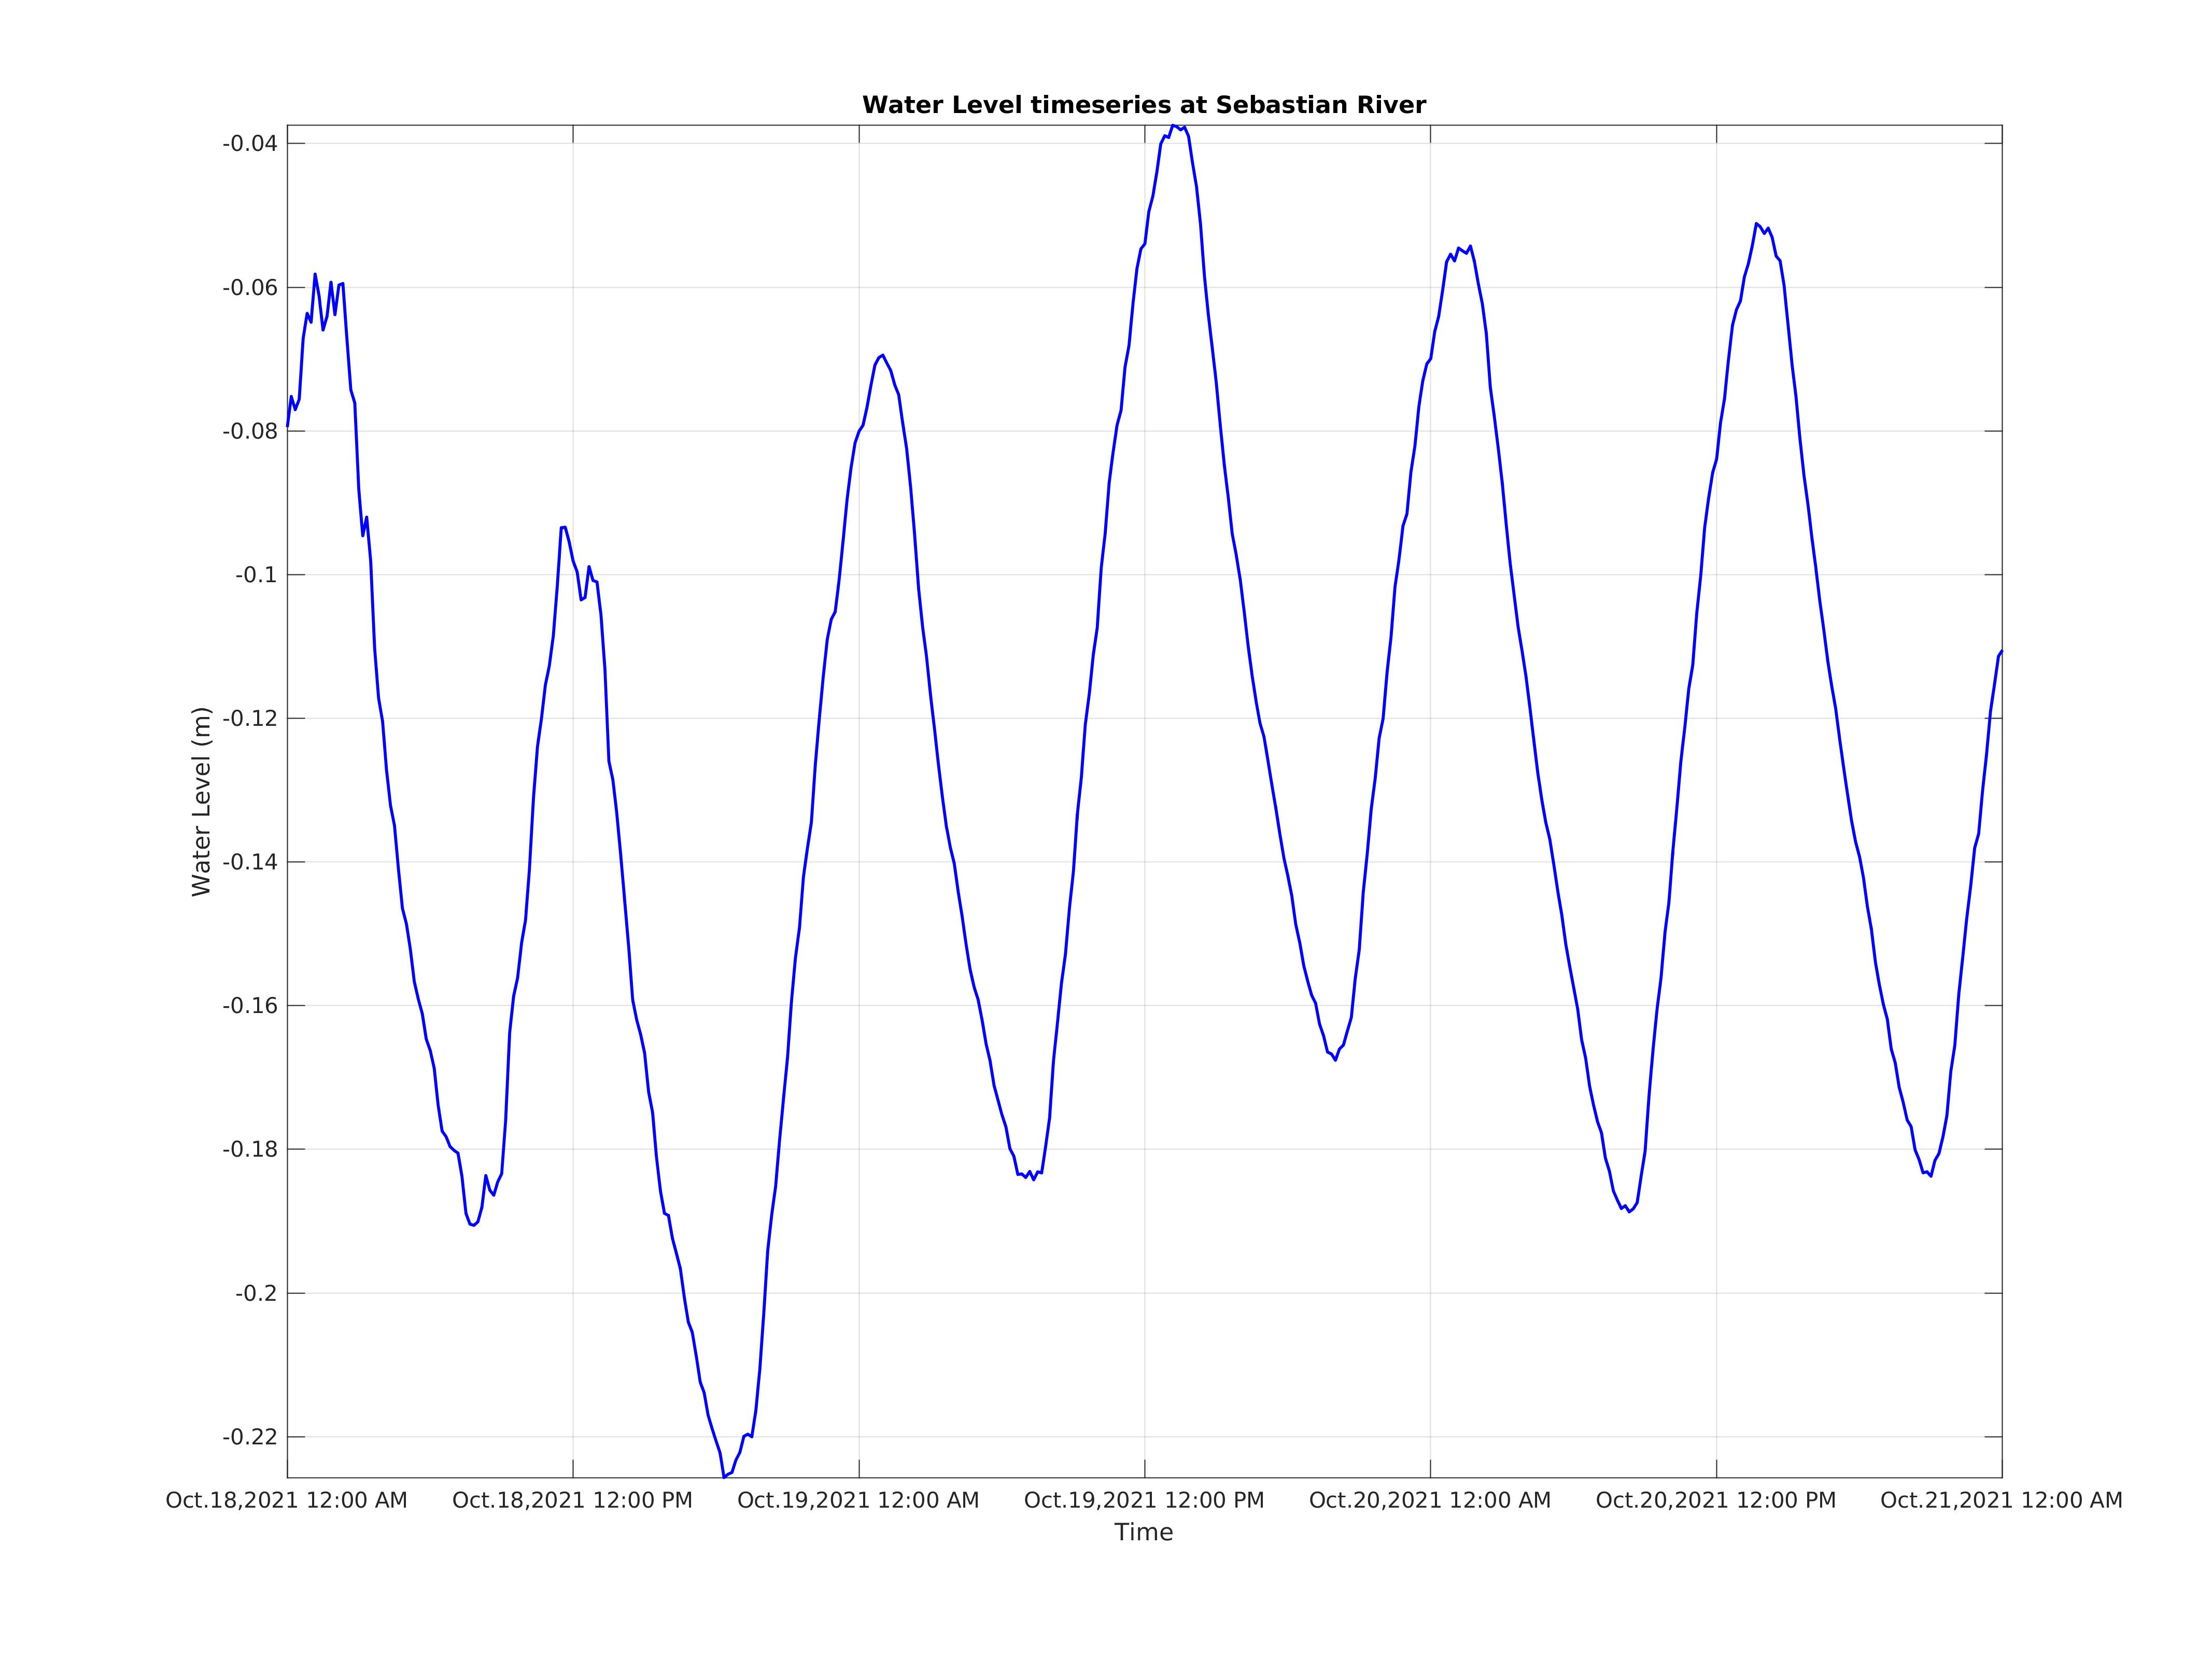 Water Level timeseries at Sebastian River
-0.04
-0.06
-0.08
-0.1
-0.12
-0.14
-0.16
-0.18
-0.2
-0.22
Water Level (m)
Oct.18,2021 12:00 AM
Oct.18,2021 12:00 PM
Oct.19,2021 12:00 AM
Oct.19,2021 12:00 PM
Oct.20,2021 12:00 AM
Oct.20,2021 12:00 PM
Oct.21,2021 12:00 AM
Time